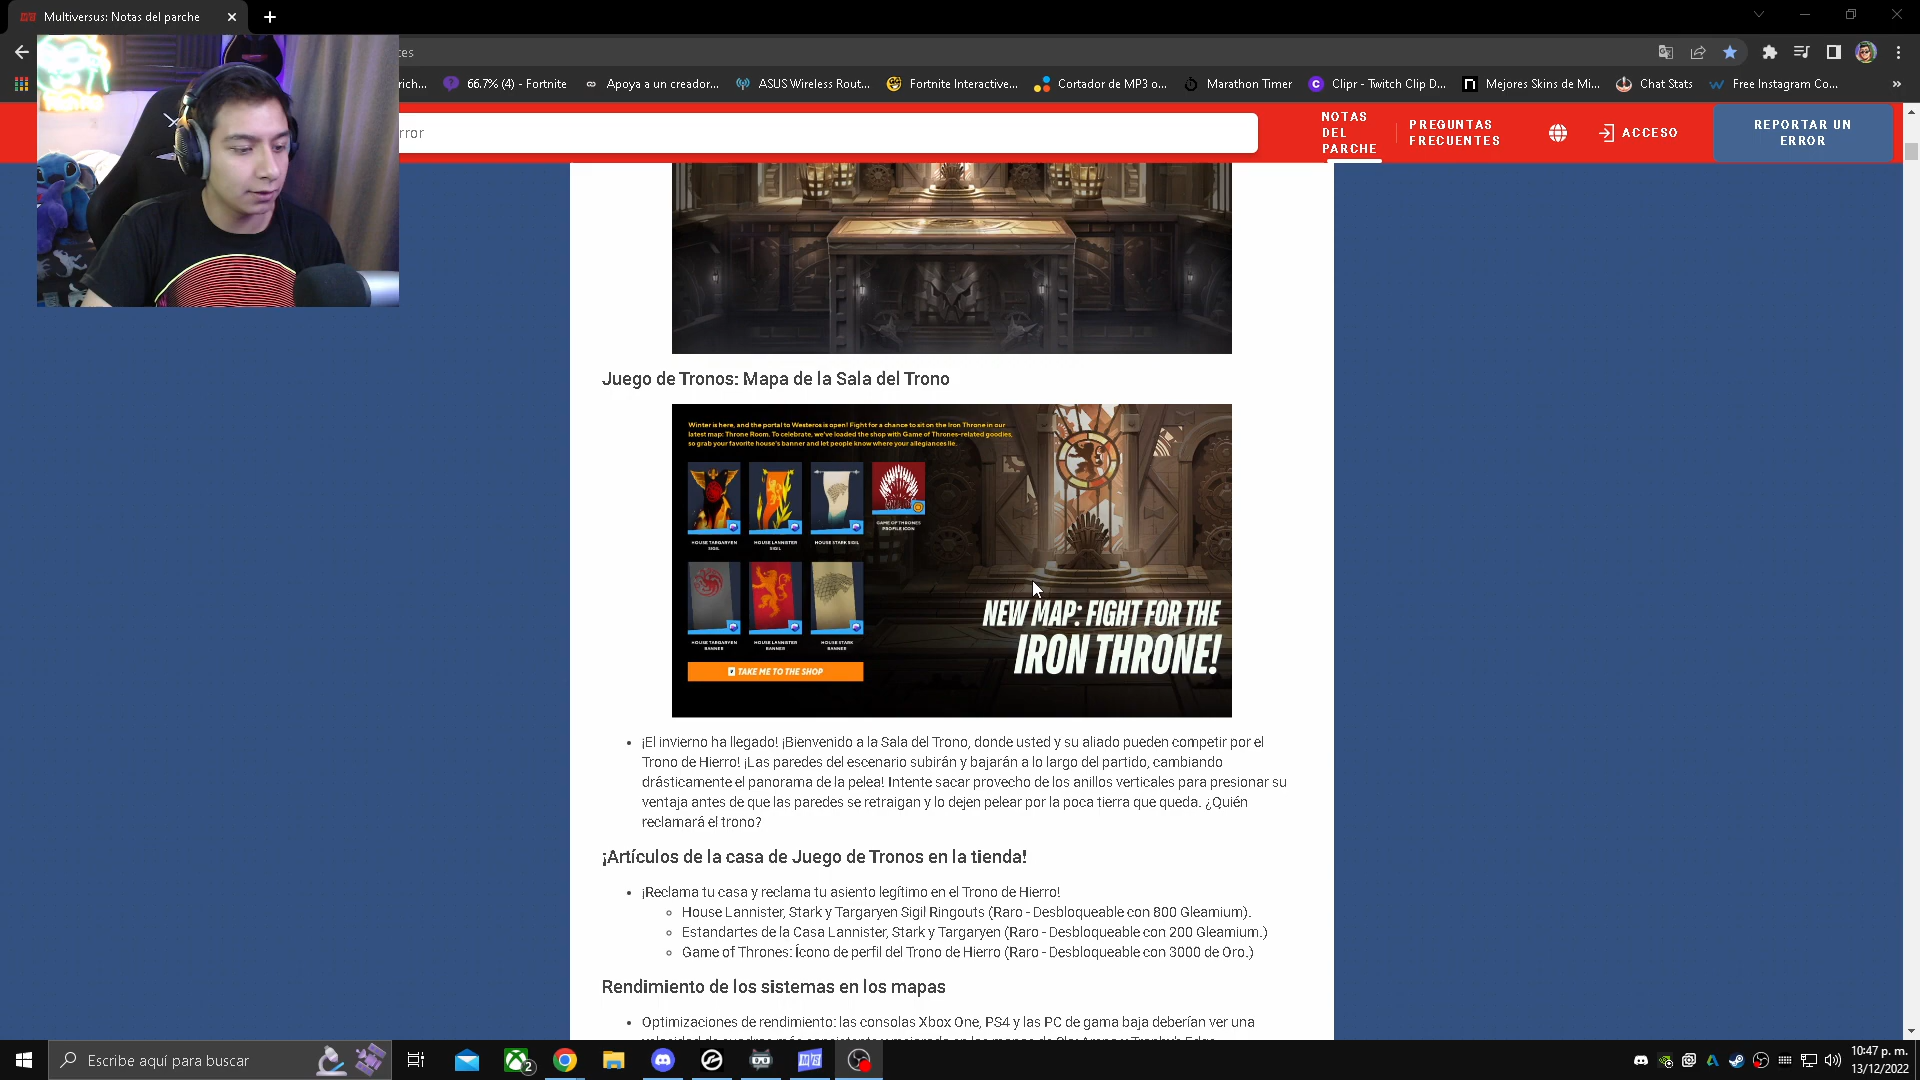 Multiversus: Notas del parche
ces
rich...
66.7% (4) - Fortnite
Apoya a un creador...
ASUS Wireless Rout...
Fortnite Interactive...
Cortador de MP3 o...
Marathon Timer
Clipr - Twitch Clip D...
Mejores Skins de Mi...
Chat Stats
Free Instagram Co...
rror
NOTAS DEL PARCHE
PREGUNTAS FRECUENTES
ACCESO
REPORTAR UN ERROR
Juego de Tronos: Mapa de la Sala del Trono
Winter is here, and the portal to Westeros is open! Fight for a chance to sit on the Iron Throne in our
latest map: Throne Room. To celebrate, we've loaded the shop with Game of Thrones-related goodies,
so grab your favorite house's banner and let people know where your allegiances lie.
HOUSE TARGARYEN SIGIL
HOUSE LANNISTER SIGIL
HOUSE STARK SIGIL
GAME OF THRONES PROFILE ICON
HOUSE TARGARYEN BANNER
HOUSE LANNISTER BANNER
HOUSE STARK BANNER
TAKE ME TO THE SHOP
NEW MAP: FIGHT FOR THE
IRON THRONE!
• ¡El invierno ha llegado! ¡Bienvenido a la Sala del Trono, donde usted y su aliado pueden competir por el
Trono de Hierro! ¡Las paredes del escenario subirán y bajarán a lo largo del partido, cambiando
drásticamente el panorama de la pelea! Intente sacar provecho de los anillos verticales para presionar su
ventaja antes de que las paredes se retraigan y lo dejen pelear por la poca tierra que queda. ¿Quién
reclamará el trono?
¡Artículos de la casa de Juego de Tronos en la tienda!
• ¡Reclama tu casa y reclama tu asiento legítimo en el Trono de Hierro!
House Lannister, Stark y Targaryen Sigil Ringouts (Raro - Desbloqueable con 800 Gleamium).
Estandartes de la Casa Lannister, Stark y Targaryen (Raro - Desbloqueable con 200 Gleamium.)
Game of Thrones: Ícono de perfil del Trono de Hierro (Raro - Desbloqueable con 3000 de Oro.)
Rendimiento de los sistemas en los mapas
• Optimizaciones de rendimiento: las consolas Xbox One, PS4 y las PC de gama baja deberían ver una
Escribe aquí para buscar
2
10:47 p. m.
13/12/2022